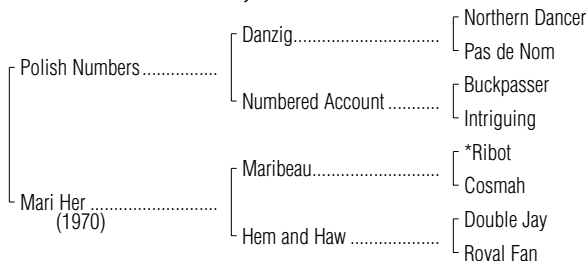 Northern Dancer
Danzig
Pas de Nom
Polish Numbers
Buckpasser
Numbered Account
Intriguing
*Ribot
Maribeau
Cosmah
Mari Her
(1970)
Double Jay
Hem and Haw
Royal Fan